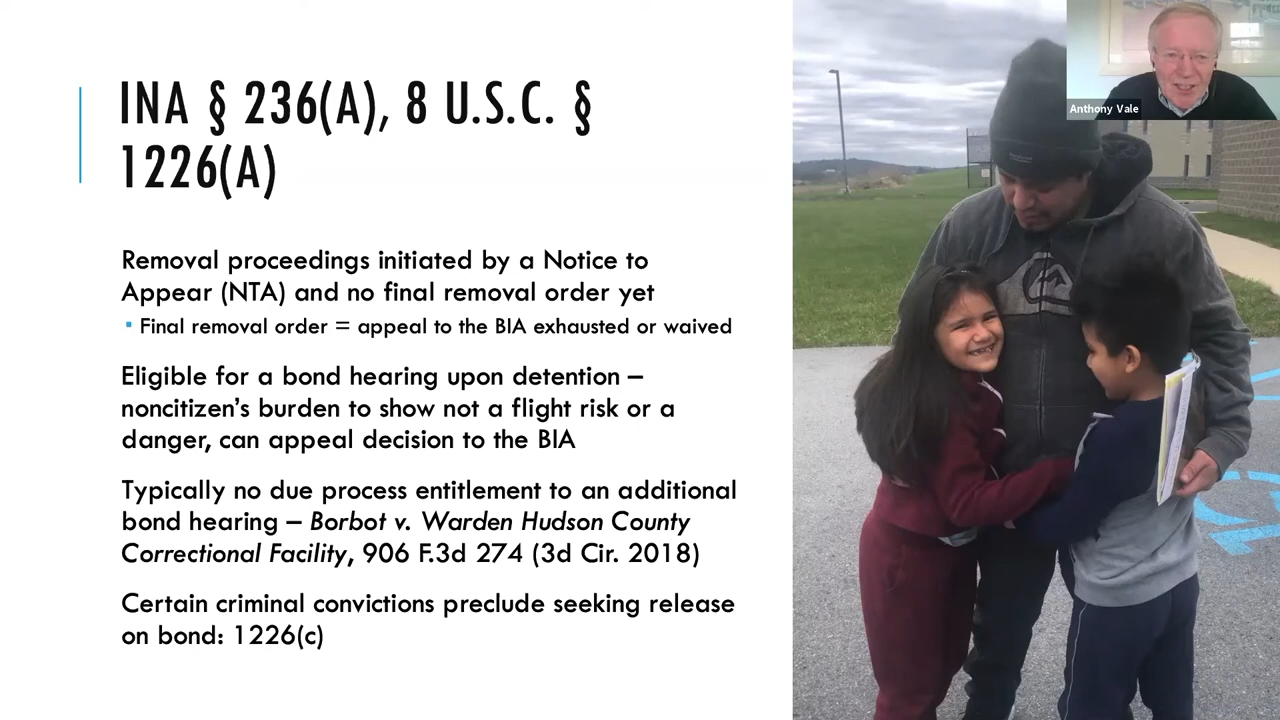 INA § 236(A), 8 U.S.C. §
1226(A)
Removal proceedings initiated by a Notice to
Appear (NTA) and no final removal order yet
▪ Final removal order = appeal to the BIA exhausted or waived
Eligible for a bond hearing upon detention –
noncitizen’s burden to show not a flight risk or a
danger, can appeal decision to the BIA
Typically no due process entitlement to an additional
bond hearing – Borbot v. Warden Hudson County
Correctional Facility, 906 F.3d 274 (3d Cir. 2018)
Certain criminal convictions preclude seeking release
on bond: 1226(c)
Anthony Vale